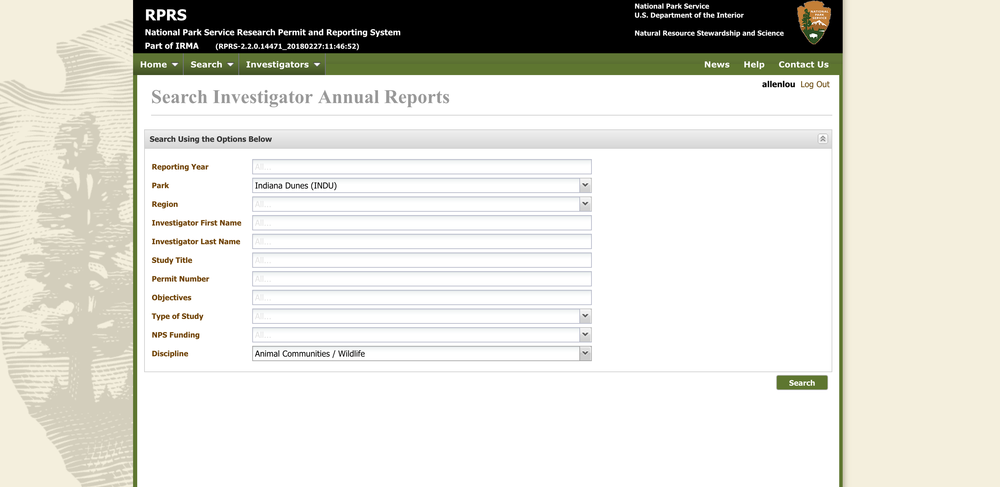 RPRS
National Park Service Research Permit and Reporting System
Part of IRMA (RPRS-2.2.0.14471_20180227:11:46:52)
National Park Service
U.S. Department of the Interior
Natural Resource Stewardship and Science
NATIONAL
PARK
SERVICE
Home Search Investigators News Help Contact Us
allenlou Log Out
Search Investigator Annual Reports
Search Using the Options Below
Reporting Year All...
Park Indiana Dunes (INDU)
Region All...
Investigator First Name All...
Investigator Last Name All...
Study Title All...
Permit Number All...
Objectives All...
Type of Study All...
NPS Funding All...
Discipline Animal Communities / Wildlife
Search